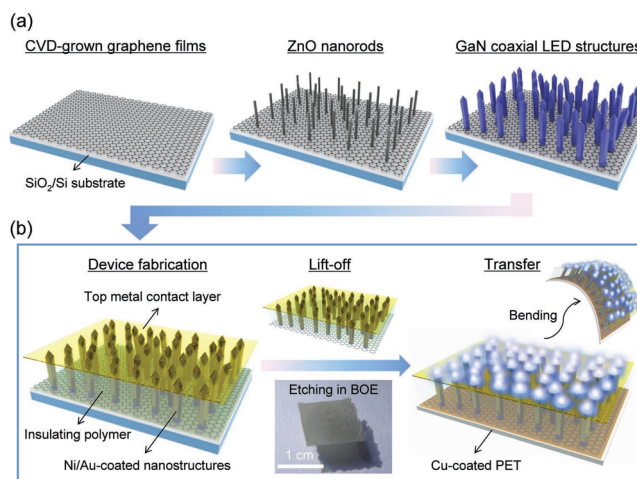 (a)
CVD-grown graphene films
ZnO nanorods
GaN coaxial LED structures
SiO2/Si substrate
(b)
Device fabrication
Lift-off
Transfer
Top metal contact layer
Bending
Etching in BOE
Insulating polymer
1 cm
Ni/Au-coated nanostructures
Cu-coated PET